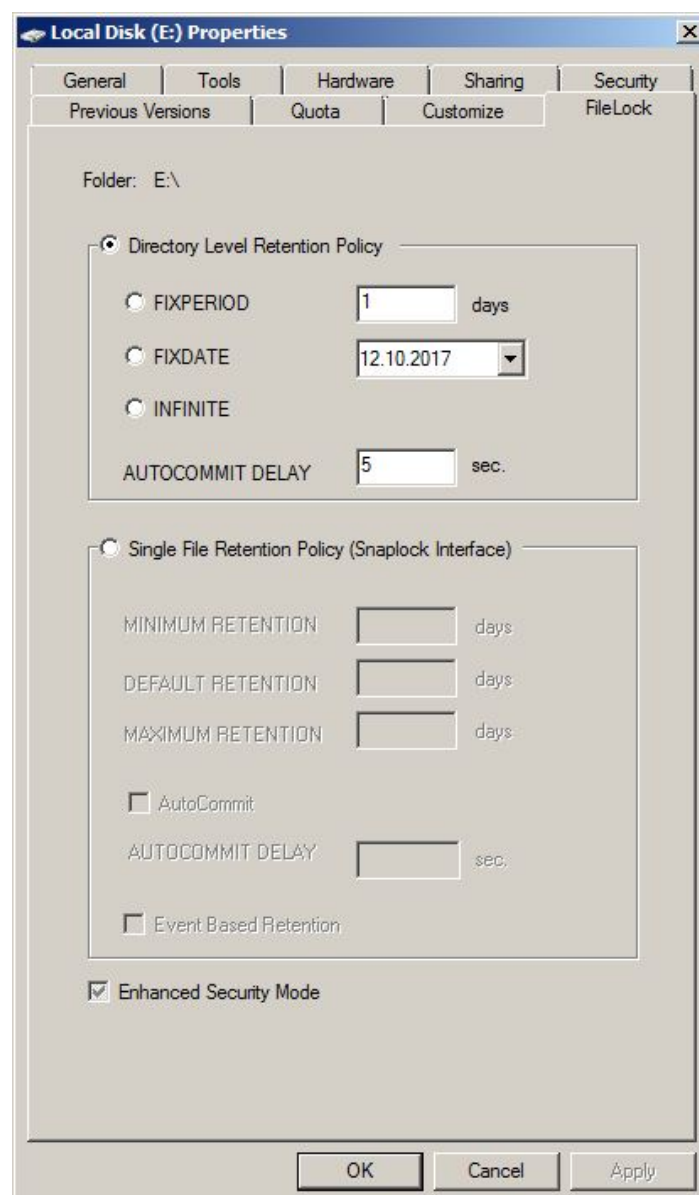 Local Disk (E:) Properties
General Tools Hardware Sharing Security
Previous Versions Quota Customize FileLock
Folder: E:\
Directory Level Retention Policy
FIXPERIOD 1 days
FIXDATE 12.10.2017
INFINITE
AUTOCOMMIT DELAY 5 sec.
Single File Retention Policy (Snaplock Interface)
MINIMUM RETENTION days
DEFAULT RETENTION days
MAXIMUM RETENTION days
AutoCommit
AUTOCOMMIT DELAY sec.
Event Based Retention
Enhanced Security Mode
OK Cancel Apply